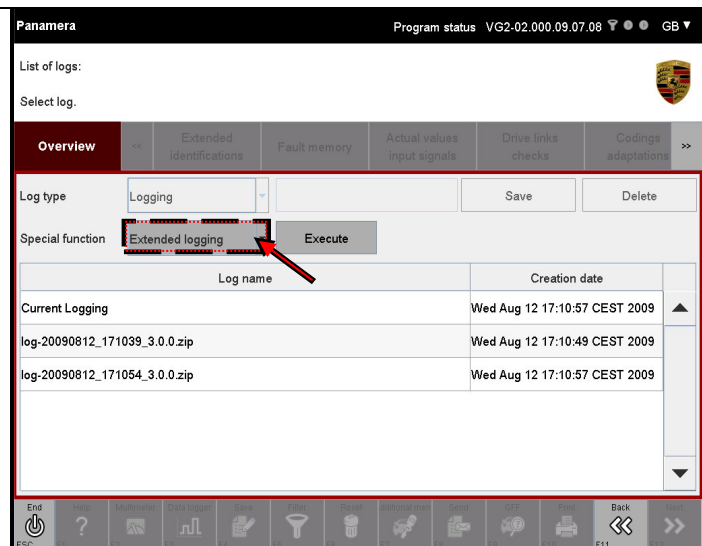 Panamera
Program status VG2-02.000.09.07.08 GB
List of logs:
Select log.
Overview << Extended identifications Fault memory Actual values input signals Drive links checks Codings adaptations >>
Log type Logging Save Delete
Special function Extended logging Execute
Log name Creation date
Current Logging Wed Aug 12 17:10:57 CEST 2009
log-20090812_171039_3.0.0.zip Wed Aug 12 17:10:49 CEST 2009
log-20090812_171054_3.0.0.zip Wed Aug 12 17:10:57 CEST 2009
End Help Multimeter Data logger Save Filter Reset Send GFF Print Back Next
ESC F11